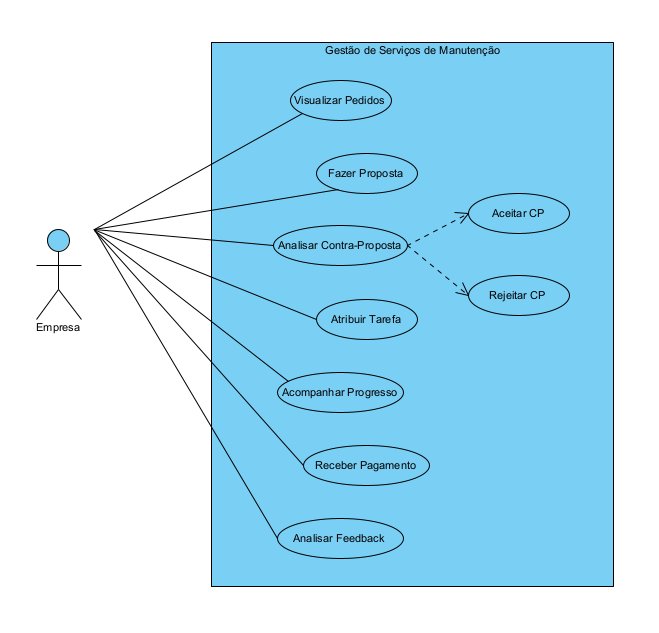 Gestão de Serviços de Manutenção
Visualizar Pedidos
Fazer Proposta
Aceitar CP
Analisar Contra-Proposta
Rejeitar CP
Atribuir Tarefa
Empresa
Acompanhar Progresso
Receber Pagamento
Analisar Feedback